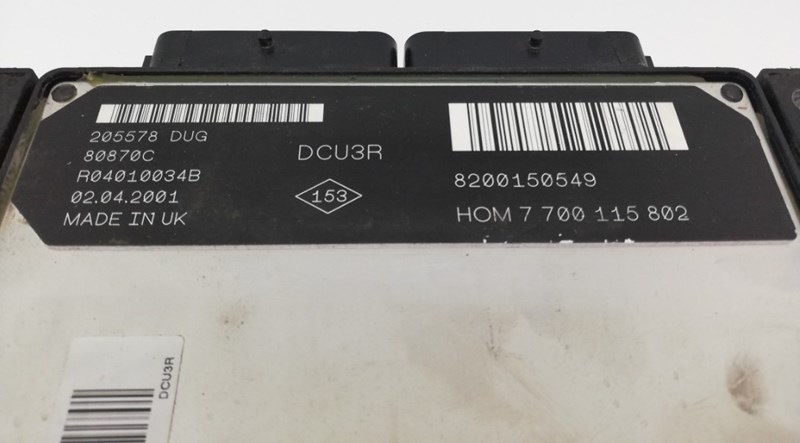 205578 DUG
80870C
R04010034B
02.04.2001
MADE IN UK
DCU3R
153
8200150549
HOM 7 700 115 802
DCU3R